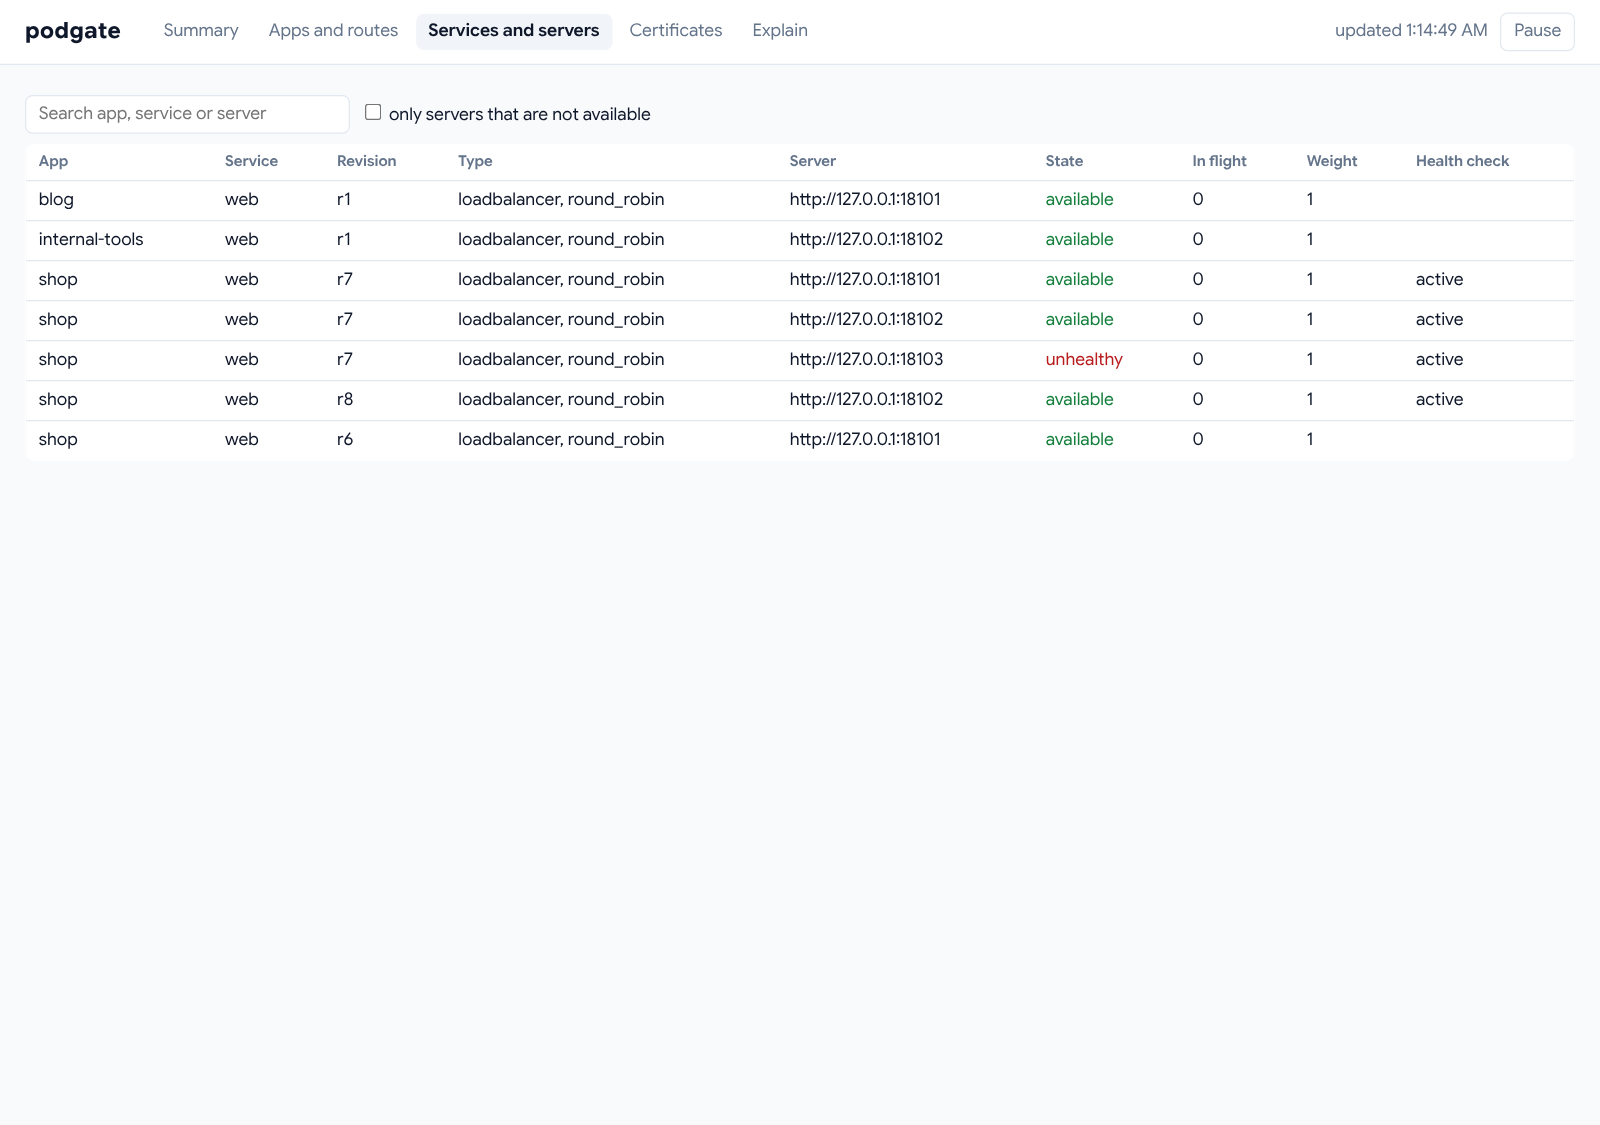 podgate Summary Apps and routes Services and servers Certificates Explain updated 1:14:49 AM Pause
Search app, service or server only servers that are not available
App Service Revision Type Server State In flight Weight Health check
blog web r1 loadbalancer, round_robin http://127.0.0.1:18101 available 0 1
internal-tools web r1 loadbalancer, round_robin http://127.0.0.1:18102 available 0 1
shop web r7 loadbalancer, round_robin http://127.0.0.1:18101 available 0 1 active
shop web r7 loadbalancer, round_robin http://127.0.0.1:18102 available 0 1 active
shop web r7 loadbalancer, round_robin http://127.0.0.1:18103 unhealthy 0 1 active
shop web r8 loadbalancer, round_robin http://127.0.0.1:18102 available 0 1 active
shop web r6 loadbalancer, round_robin http://127.0.0.1:18101 available 0 1